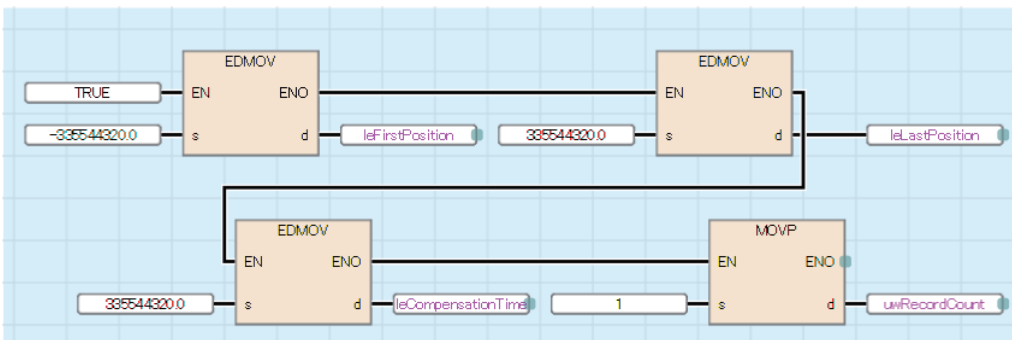 EDMOV EDMOV
TRUE EN ENO EN ENO
-335544320.0 s d leFirstPosition 335544320.0 s d leLastPosition
EDMOV MOVP
EN ENO EN ENO
335544320.0 s d leCompensationTime 1 s d uwRecordCount